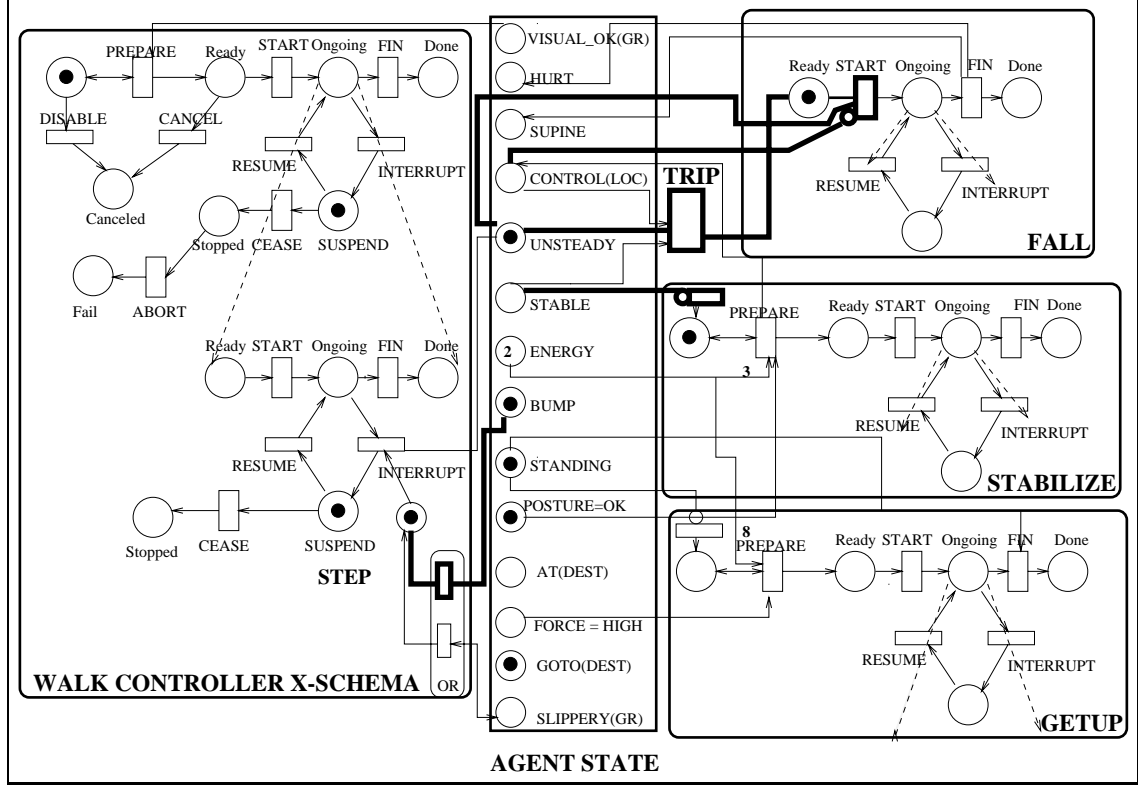 PREPARE
Ready
START
Ongoing
FIN
Done
DISABLE
CANCEL
RESUME
INTERRUPT
Canceled
Stopped
CEASE
SUSPEND
Fail
ABORT
Ready
START
Ongoing
FIN
Done
RESUME
INTERRUPT
Stopped
CEASE
SUSPEND
STEP
OR
WALK CONTROLLER X-SCHEMA
VISUAL_OK(GR)
HURT
SUPINE
CONTROL(LOC)
UNSTEADY
STABLE
2
ENERGY
BUMP
STANDING
POSTURE=OK
AT(DEST)
FORCE = HIGH
GOTO(DEST)
SLIPPERY(GR)
AGENT STATE
TRIP
Ready
START
Ongoing
FIN
Done
RESUME
INTERRUPT
FALL
PREPARE
Ready
START
Ongoing
FIN
Done
3
RESUME
INTERRUPT
STABILIZE
8
PREPARE
Ready
START
Ongoing
FIN
Done
RESUME
INTERRUPT
GETUP